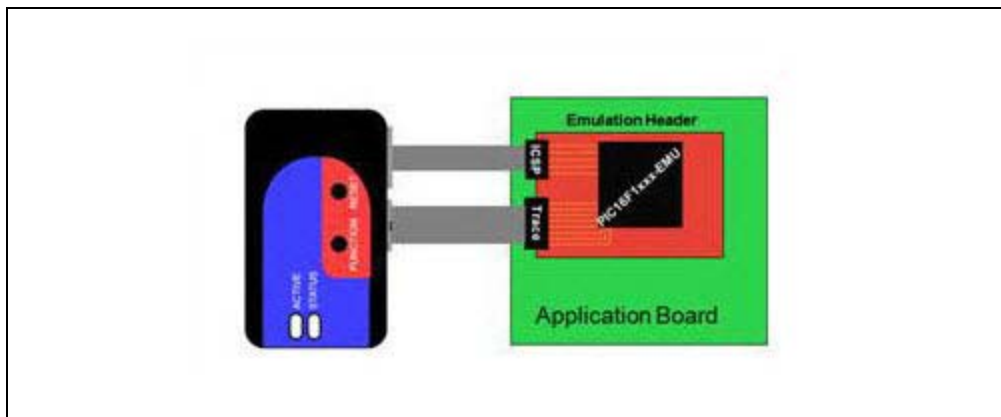 ACTIVE
STATUS
FUNCTION
RESET
ICSP
Trace
Emulation Header
PIC16F1xxx-EMU
Application Board